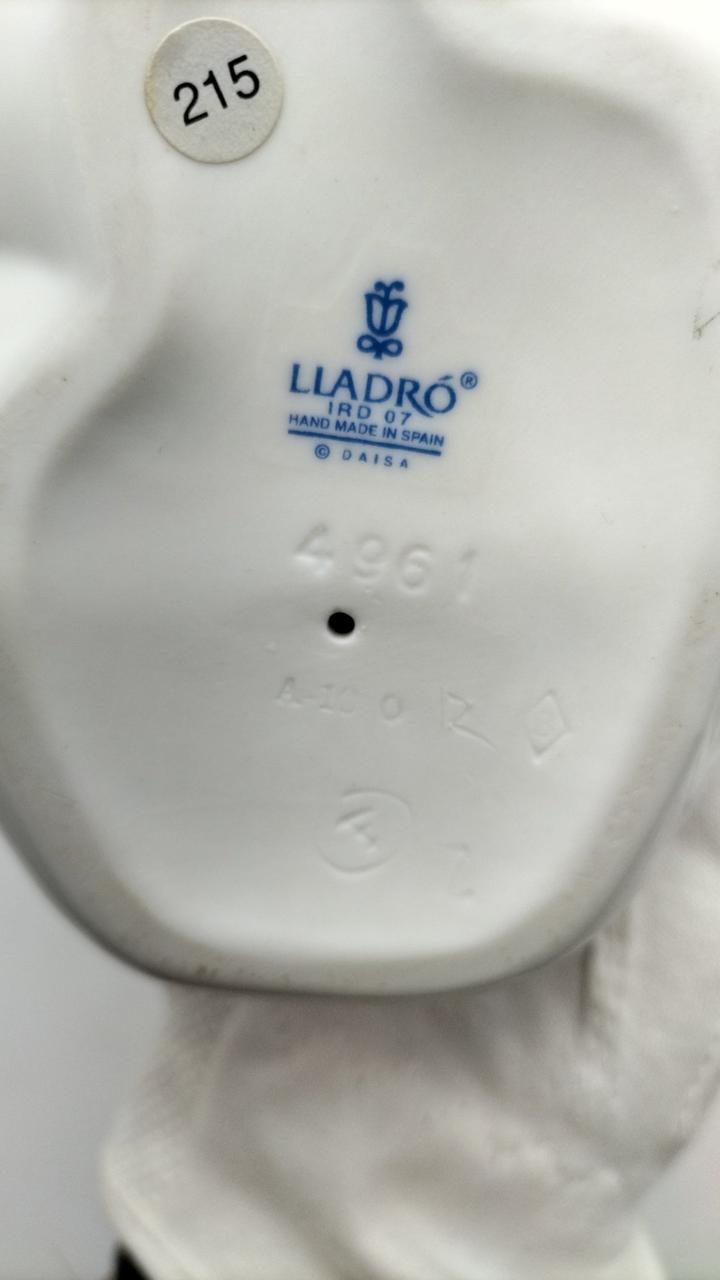 215
LLADRÓ®
IRD 07
HAND MADE IN SPAIN
© DAISA
4961